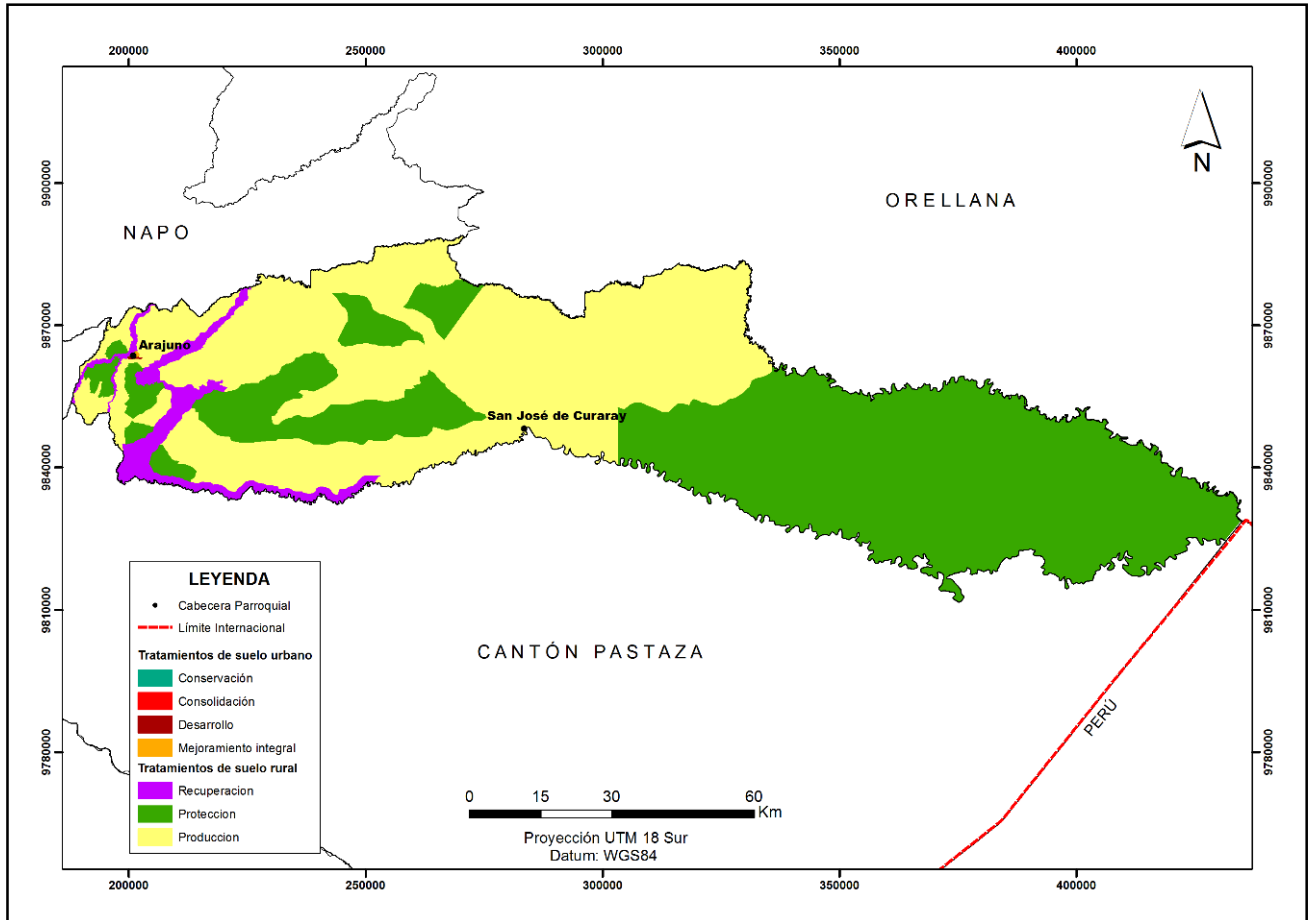 200000 250000 300000 350000 400000
9900000 9900000
ORELLANA
NAPO
N
9870000 9870000
Arajuno
San José de Curaray
9840000 9840000
9810000 9810000
CANTÓN PASTAZA
PERÚ
9780000 9780000
LEYENDA
Cabecera Parroquial
Límite Internacional
Tratamientos de suelo urbano
Conservación
Consolidación
Desarrollo
Mejoramiento integral
Tratamientos de suelo rural
Recuperacion
Proteccion
Produccion
0 15 30 60
Km
Proyección UTM 18 Sur
Datum: WGS84
200000 250000 300000 350000 400000